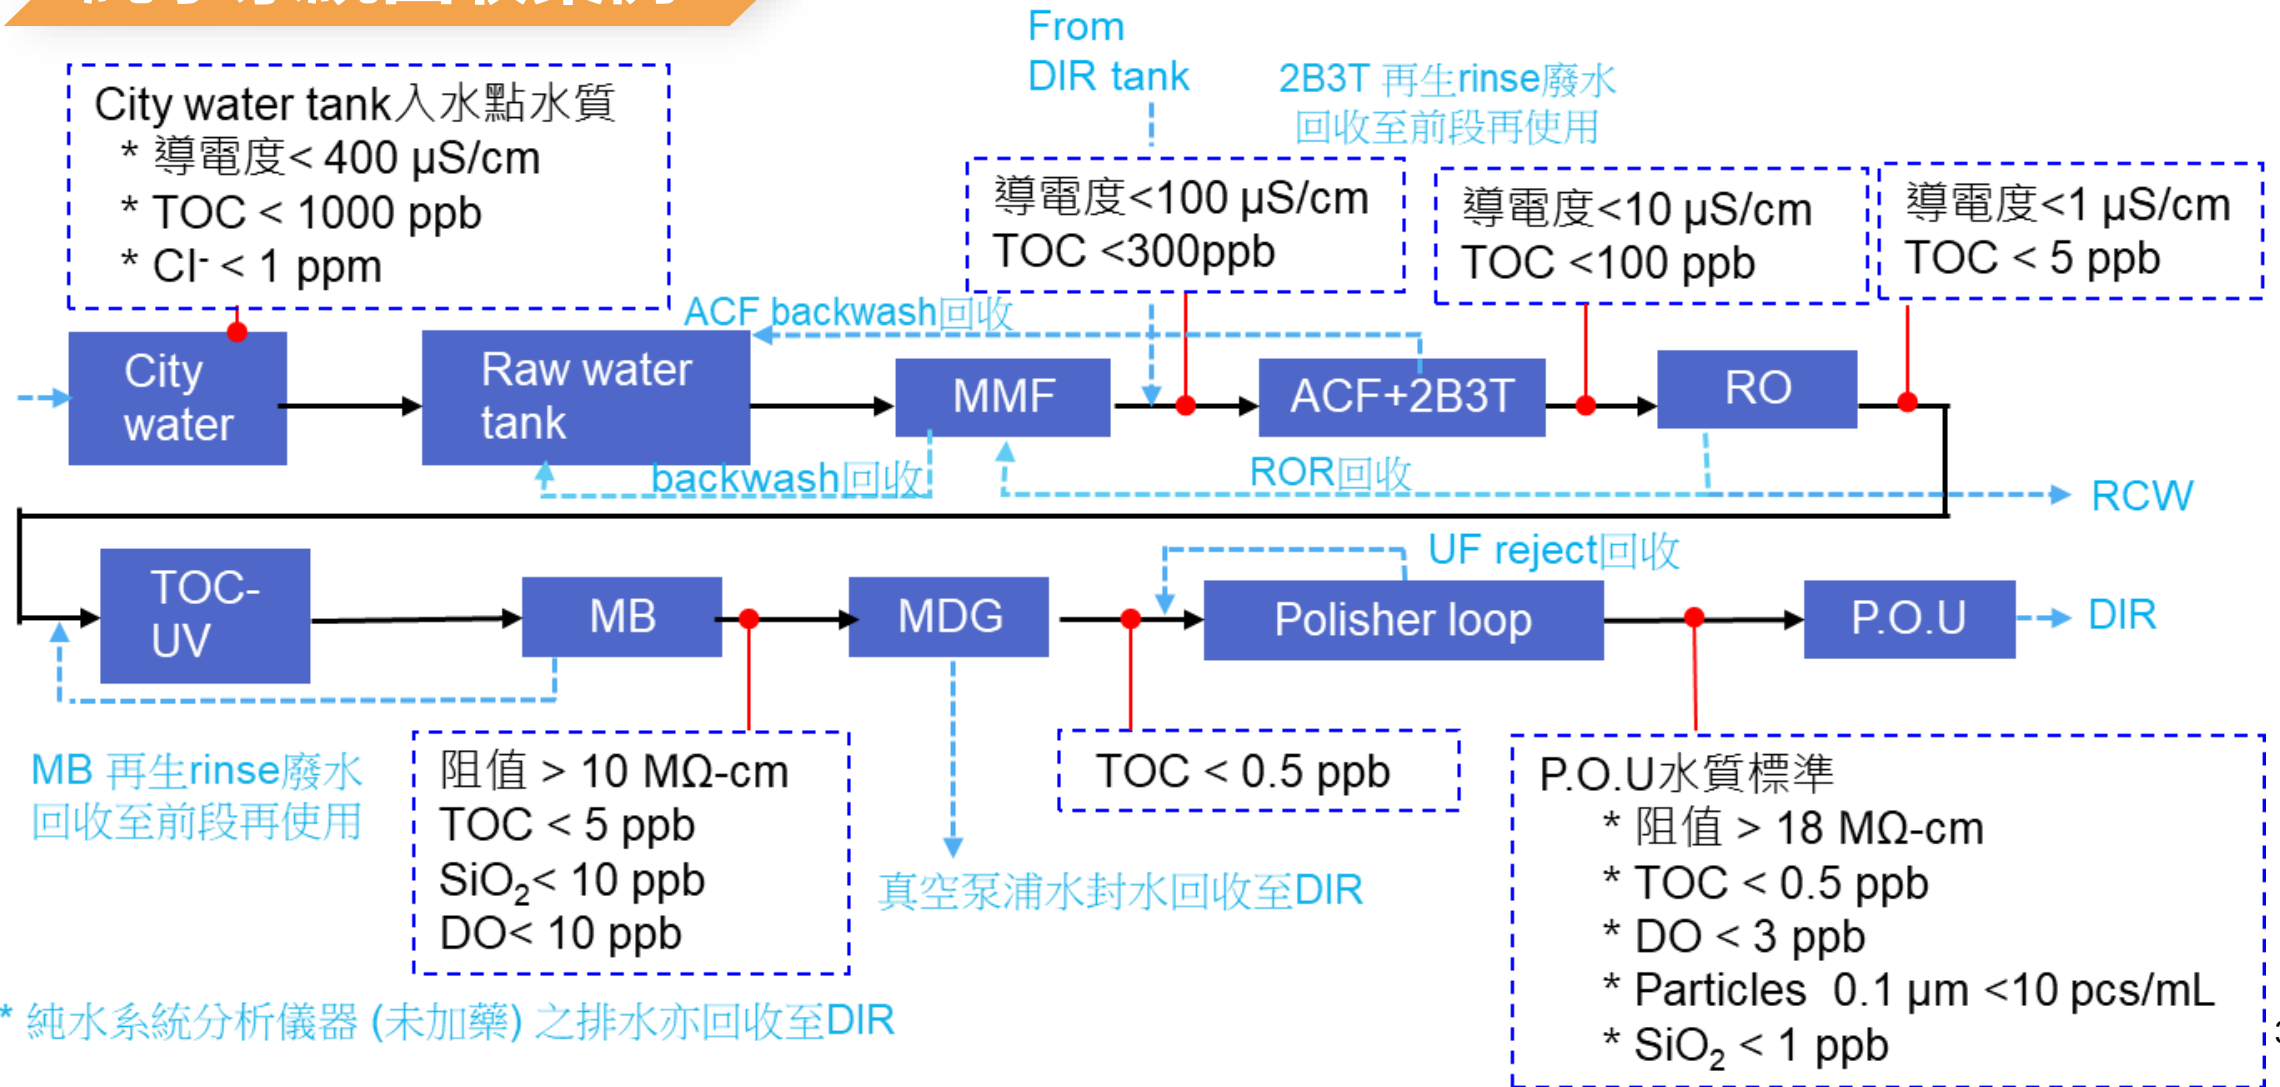 From
DIR tank
2B3T 再生rinse廢水
回收至前段再使用
City water tank入水點水質
* 導電度< 400 μS/cm
* TOC < 1000 ppb
* Cl- < 1 ppm
導電度<100 μS/cm
TOC <300ppb
導電度<10 μS/cm
TOC <100 ppb
導電度<1 μS/cm
TOC < 5 ppb
ACF backwash回收
City
water
Raw water
tank
MMF
ACF+2B3T
RO
backwash回收
ROR回收
RCW
UF reject回收
TOC-
UV
MB
MDG
Polisher loop
P.O.U
DIR
MB 再生rinse廢水
回收至前段再使用
阻值 > 10 MΩ-cm
TOC < 5 ppb
SiO₂< 10 ppb
DO< 10 ppb
真空泵浦水封水回收至DIR
TOC < 0.5 ppb
P.O.U水質標準
* 阻值 > 18 MΩ-cm
* TOC < 0.5 ppb
* DO < 3 ppb
* Particles 0.1 μm <10 pcs/mL
* SiO₂ < 1 ppb
* 純水系統分析儀器 (未加藥) 之排水亦回收至DIR